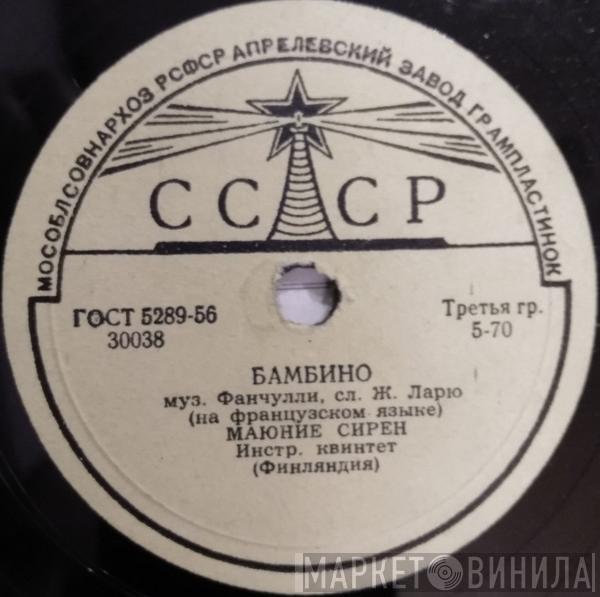 МОСОБЛСОВНАРХОЗ РСФСР АПРЕЛЕВСКИЙ ЗАВОД ГРАМПЛАСТИНОК
СССР
ГОСТ 5289-56
30038
Третья гр.
5-70
БАМБИНО
муз. Фанчулли, сл. Ж. Ларю
(на французском языке)
МАЮНИЕ СИРЕН
Инстр. квинтет
(Финляндия)
МАРКЕТ ВИНИЛА